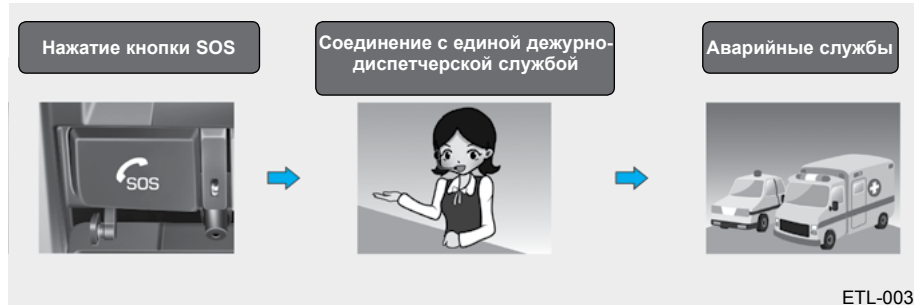 Нажатие кнопки SOS
Соединение с единой дежурно-
диспетчерской службой
Аварийные службы
SOS
ETL-003